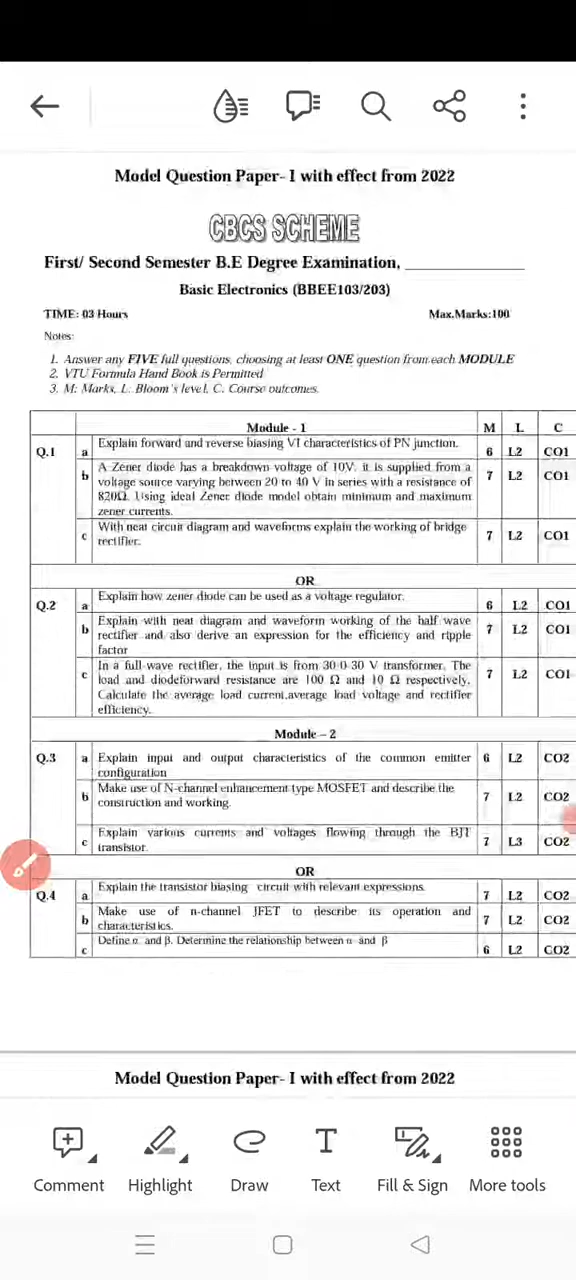 Model Question Paper- I with effect from 2022
CBCS SCHEME
First/ Second Semester B.E Degree Examination, ______________
Basic Electronics (BBEE103/203)
TIME: 03 Hours Max.Marks:100
Notes:
1. Answer any FIVE full questions, choosing at least ONE question from each MODULE
2. VTU Formula Hand Book is Permitted
3. M: Marks, L: Bloom's level, C: Course outcomes.
Module - 1 M L C
Q.1 a Explain forward and reverse biasing VI characteristics of PN junction. 6 L2 CO1
b A Zener diode has a breakdown voltage of 10V. it is supplied from a 7 L2 CO1
voltage source varying between 20 to 40 V in series with a resistance of
820Ω. Using ideal Zener diode model obtain minimum and maximum
zener currents.
c With neat circuit diagram and waveforms explain the working of bridge 7 L2 CO1
rectifier.
OR
Q.2 a Explain how zener diode can be used as a voltage regulator. 6 L2 CO1
b Explain with neat diagram and waveform working of the half wave 7 L2 CO1
rectifier and also derive an expression for the efficiency and ripple
factor
c In a full wave rectifier, the input is from 30-0-30 V transformer. The 7 L2 CO1
load and diodeforward resistance are 100 Ω and 10 Ω respectively.
Calculate the average load current,average load voltage and rectifier
efficiency.
Module – 2
Q.3 a Explain input and output characteristics of the common emitter 6 L2 CO2
configuration
b Make use of N-channel enhancement type MOSFET and describe the 7 L2 CO2
construction and working.
c Explain various currents and voltages flowing through the BJT 7 L3 CO2
transistor.
OR
Q.4 a Explain the transistor biasing circuit with relevant expressions. 7 L2 CO2
b Make use of n-channel JFET to describe its operation and 7 L2 CO2
characteristics.
c Define α and β. Determine the relationship between α and β 6 L2 CO2
Model Question Paper- I with effect from 2022
Comment Highlight Draw Text Fill & Sign More tools